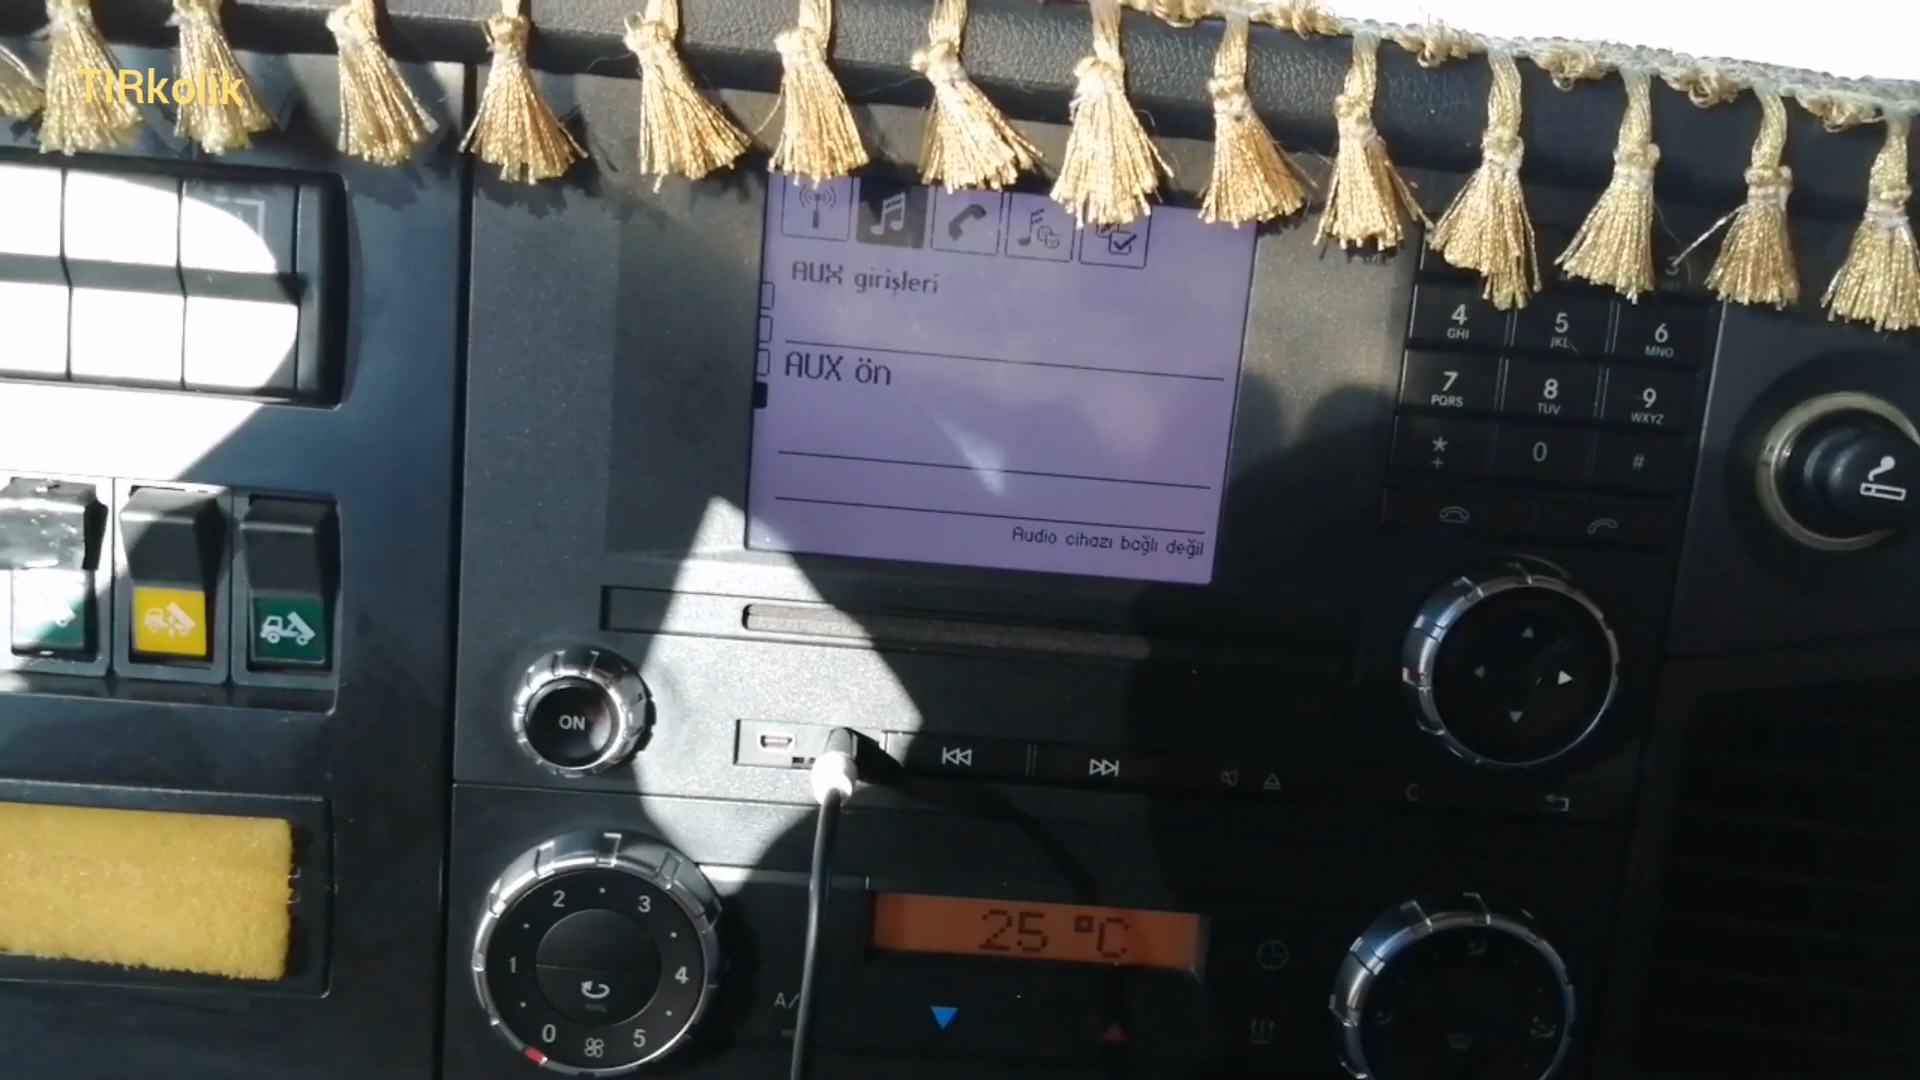 TIRkolik
AUX girişleri
AUX ön
Audio cihazı bağlı değil
3
4 GHI 5 JKL 6 MNO
7 PQRS 8 TUV 9 WXYZ
* + 0 #
ON
C
2 3
1 4
0 5
25 °C
A/